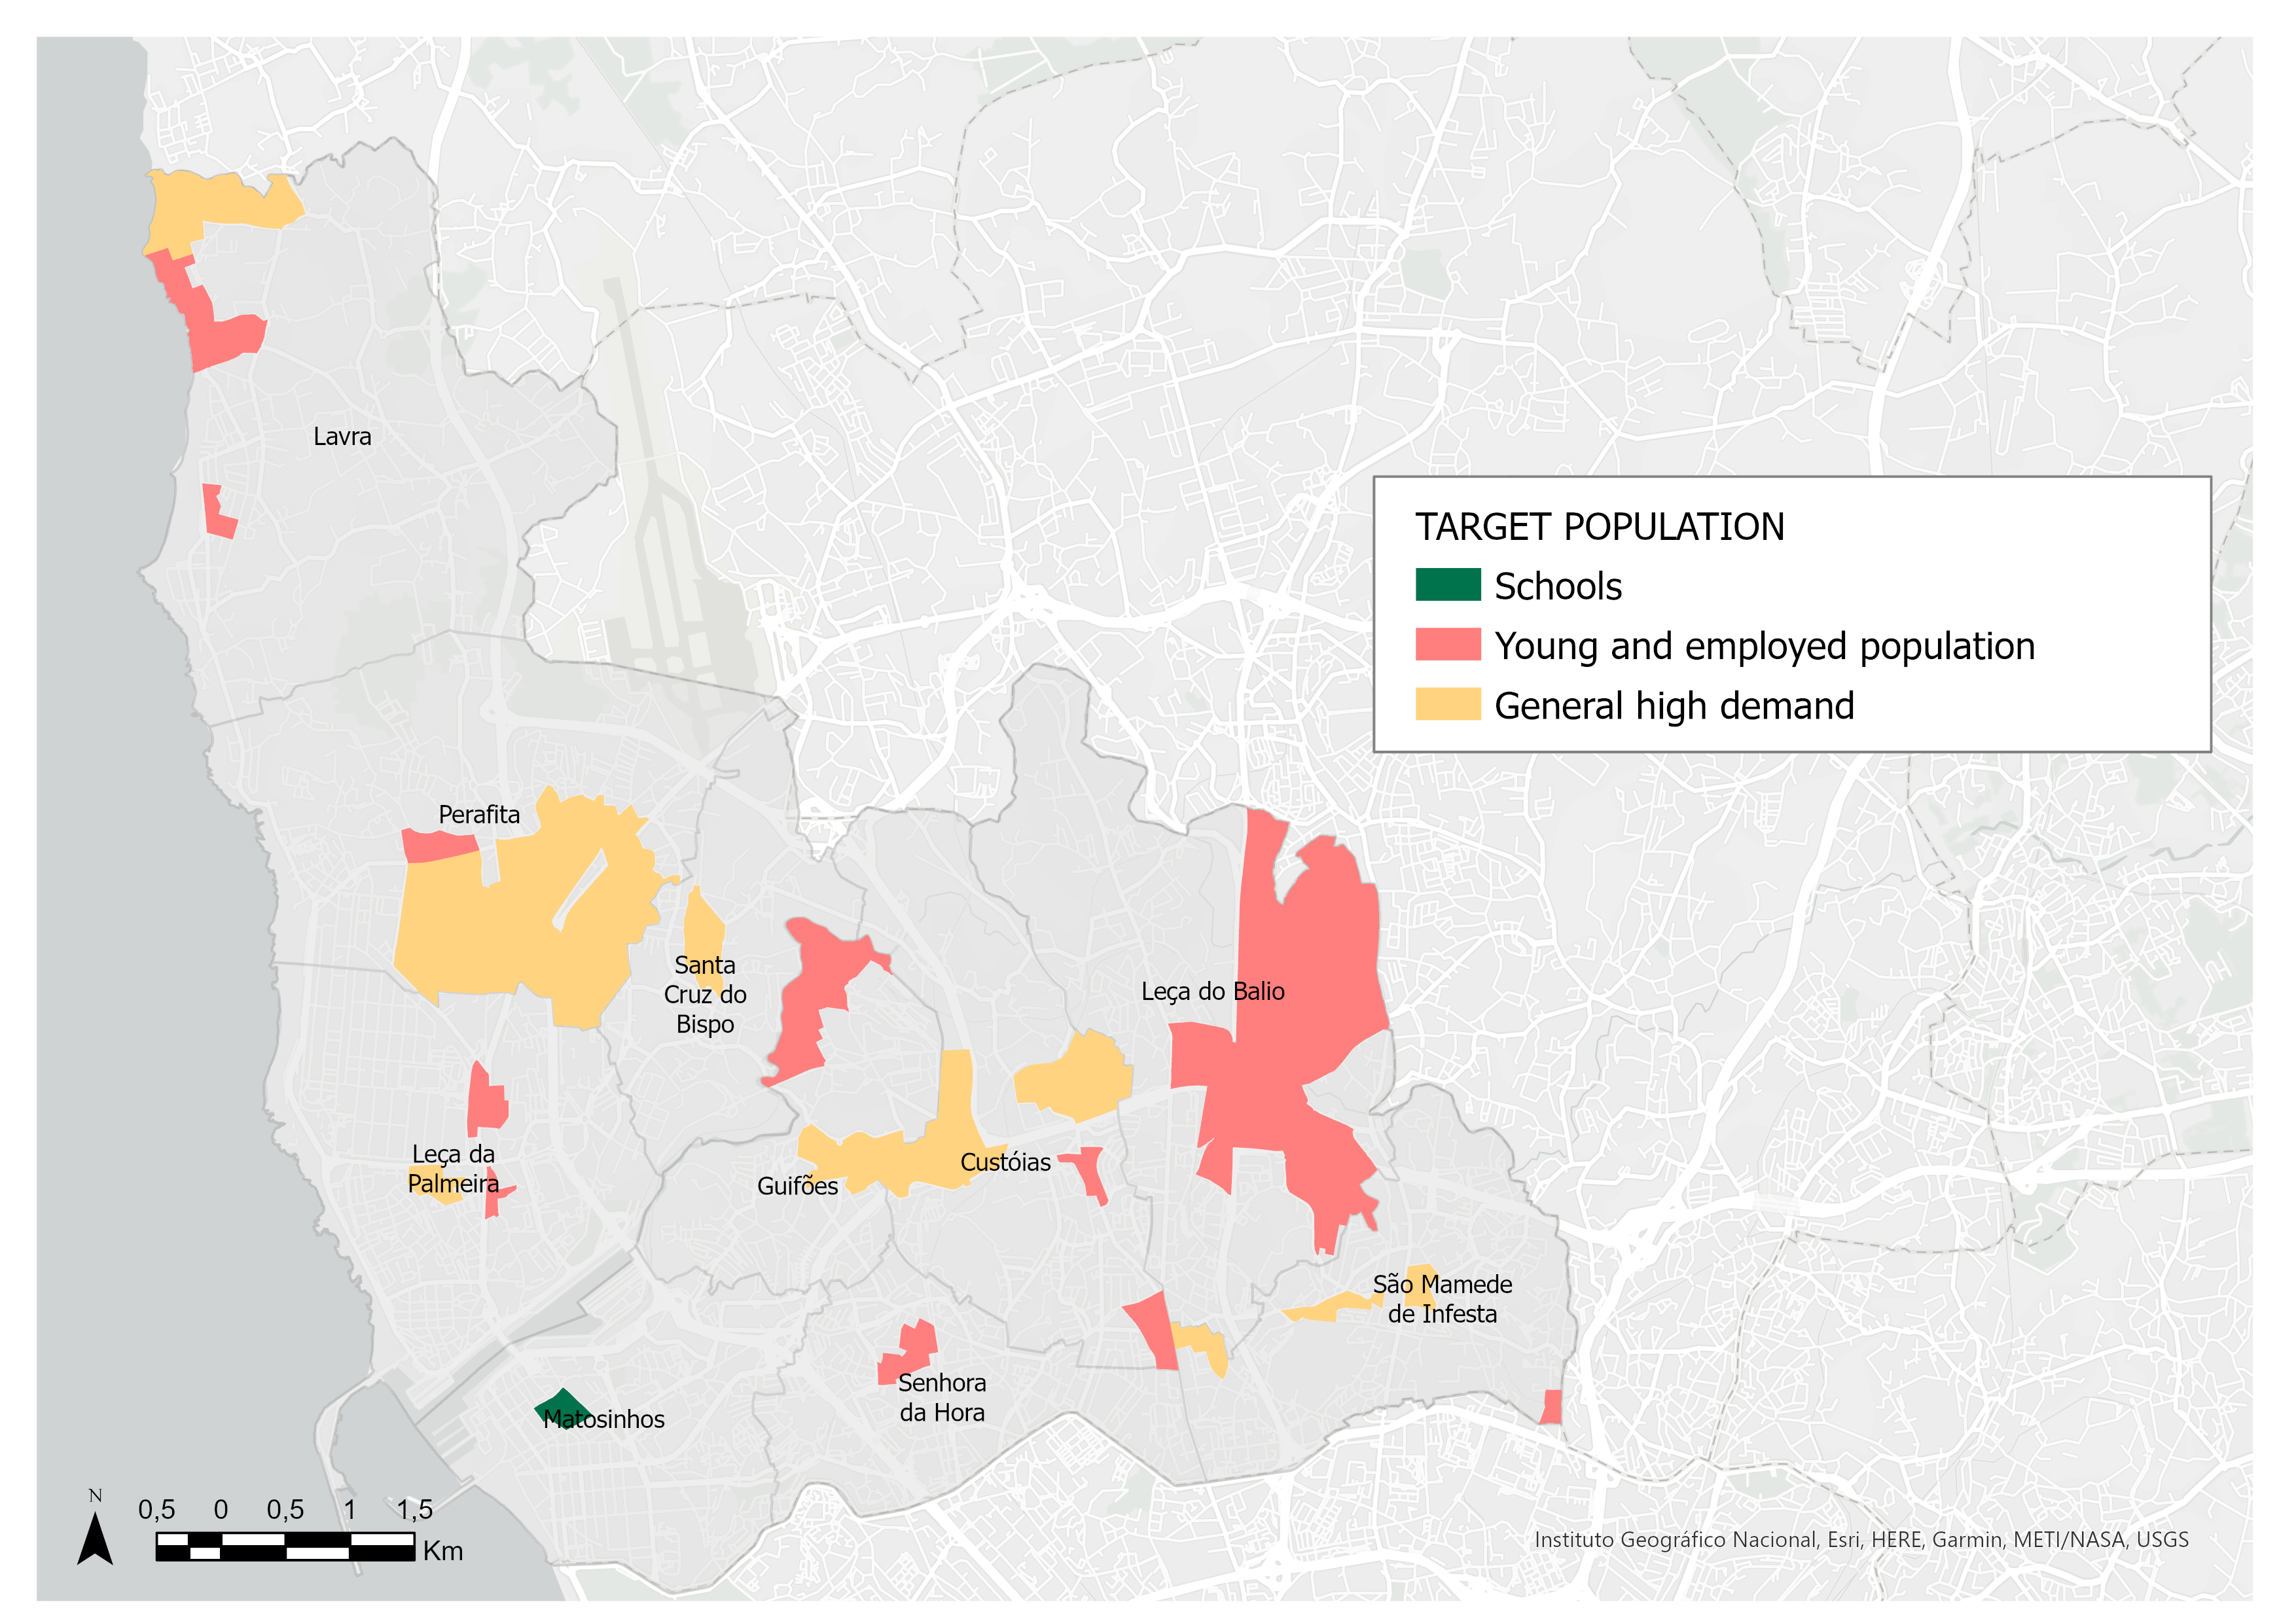 Lavra
TARGET POPULATION
Schools
Young and employed population
General high demand
Perafita
Santa
Cruz do
Bispo
Leça do Balio
Leça da
Palmeira
Guifões
Custóias
São Mamede
de Infesta
Senhora
da Hora
Matosinhos
N
0,5 0 0,5 1 1,5
Km
Instituto Geográfico Nacional, Esri, HERE, Garmin, METI/NASA, USGS